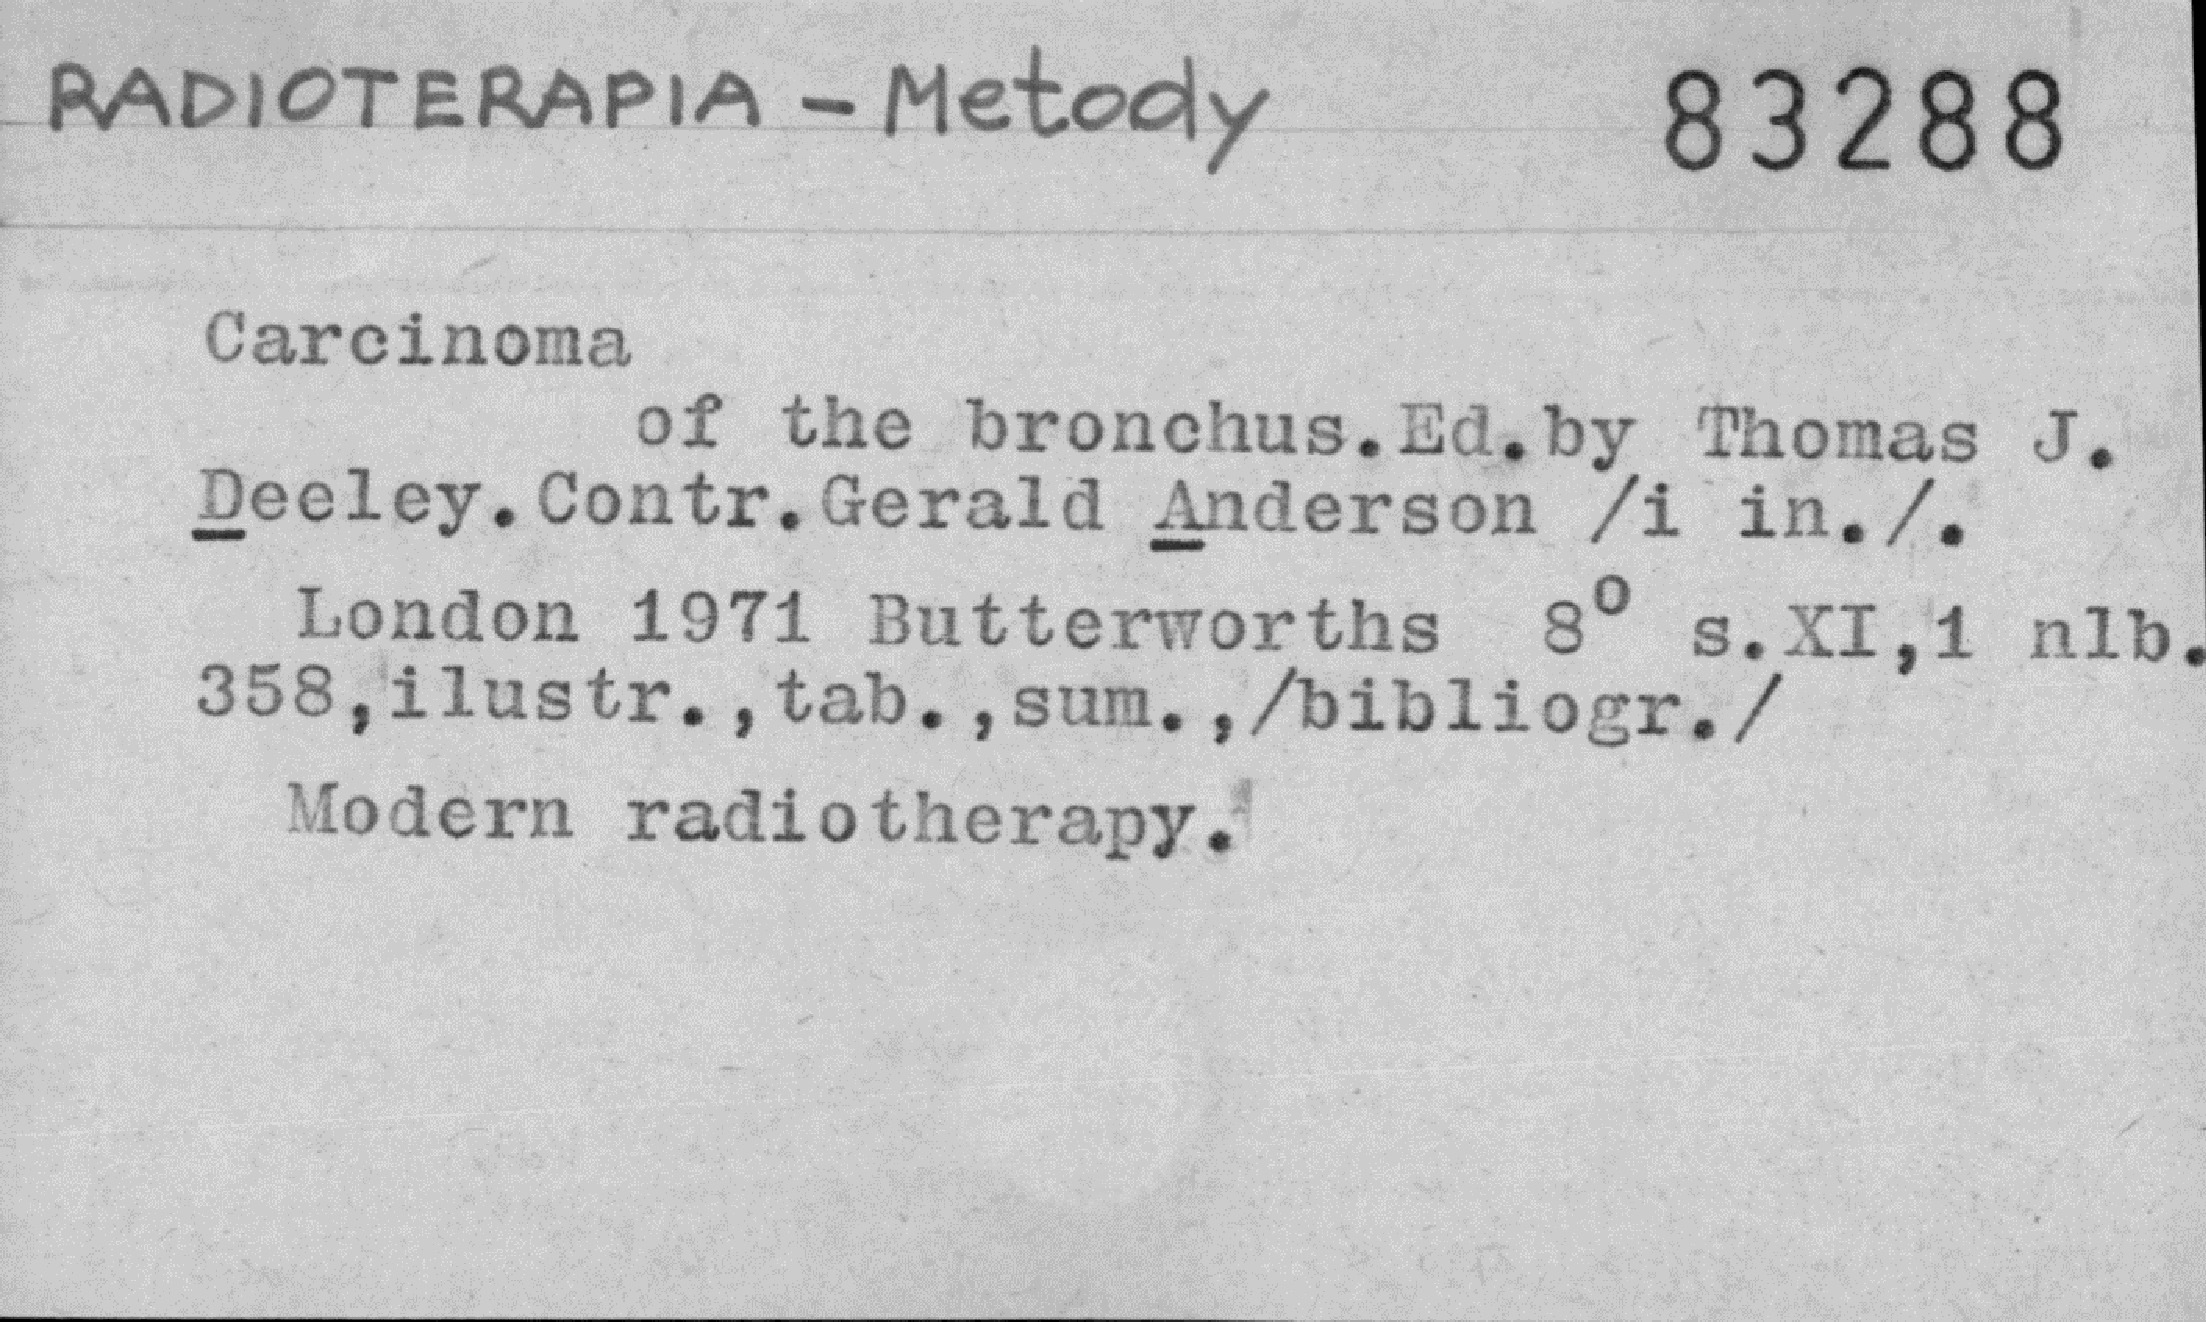 RADIOTERAPIA - Metody 83288
Carcinoma
of the bronchus.Ed.by Thomas J.
Deeley.Contr.Gerald Anderson /i in./.
London 1971 Butterworths 8° s.XI,1 nlb.
358,ilustr.,tab.,sum.,/bibliogr./
Modern radiotherapy.